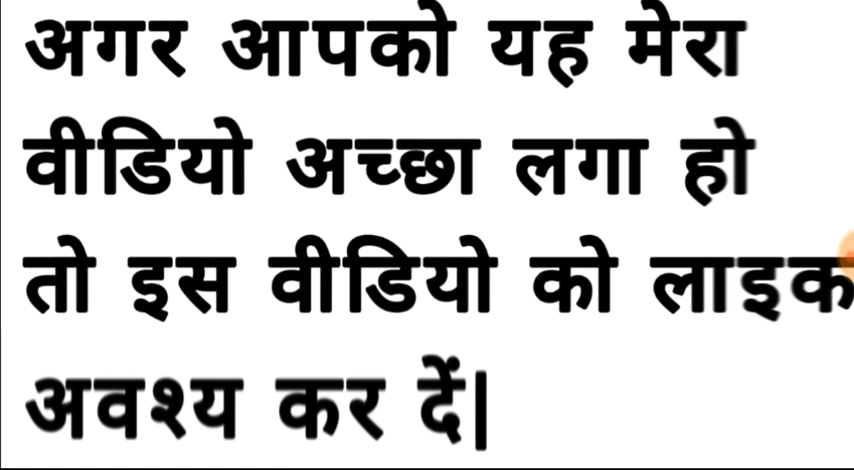 अगर आपको यह मेरा
वीडियो अच्छा लगा हो
तो इस वीडियो को लाइक
अवश्य कर दें|